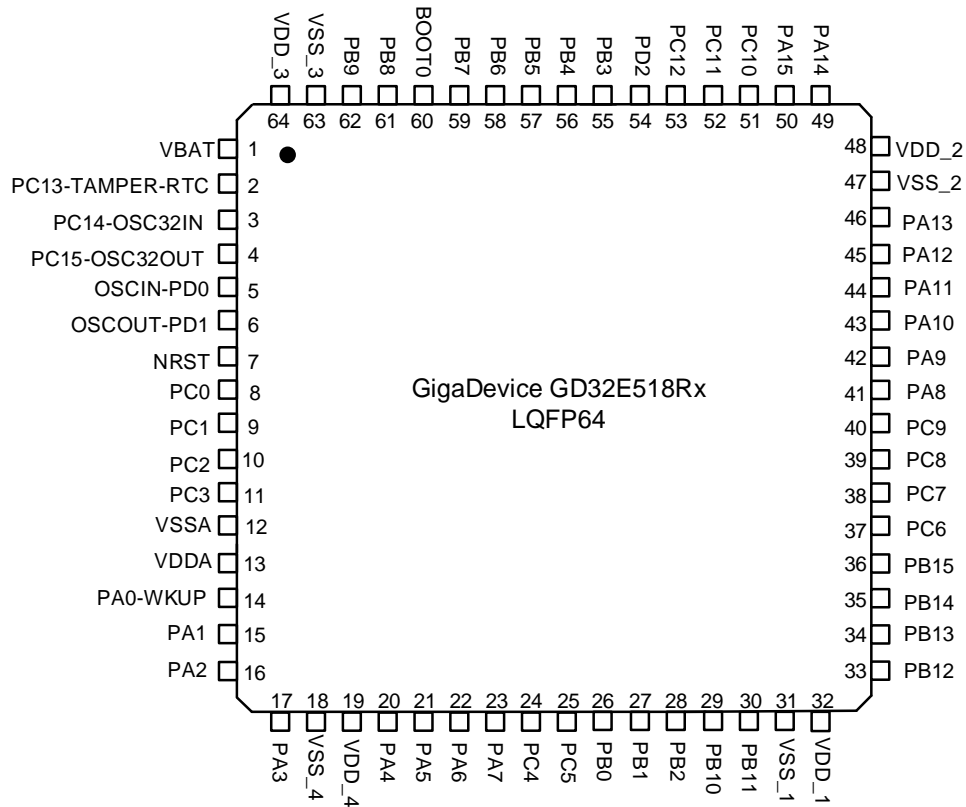 VDD_3
VSS_3
PB9
PB8
BOOT0
PB7
PB6
PB5
PB4
PB3
PD2
PC12
PC11
PC10
PA15
PA14
64 63 62 61 60 59 58 57 56 55 54 53 52 51 50 49
VBAT 1
PC13-TAMPER-RTC 2
PC14-OSC32IN 3
PC15-OSC32OUT 4
OSCIN-PD0 5
OSCOUT-PD1 6
NRST 7
PC0 8
PC1 9
PC2 10
PC3 11
VSSA 12
VDDA 13
PA0-WKUP 14
PA1 15
PA2 16
GigaDevice GD32E518Rx
LQFP64
48 VDD_2
47 VSS_2
46 PA13
45 PA12
44 PA11
43 PA10
42 PA9
41 PA8
40 PC9
39 PC8
38 PC7
37 PC6
36 PB15
35 PB14
34 PB13
33 PB12
17 18 19 20 21 22 23 24 25 26 27 28 29 30 31 32
PA3
VSS_4
VDD_4
PA4
PA5
PA6
PA7
PC4
PC5
PB0
PB1
PB2
PB10
PB11
VSS_1
VDD_1